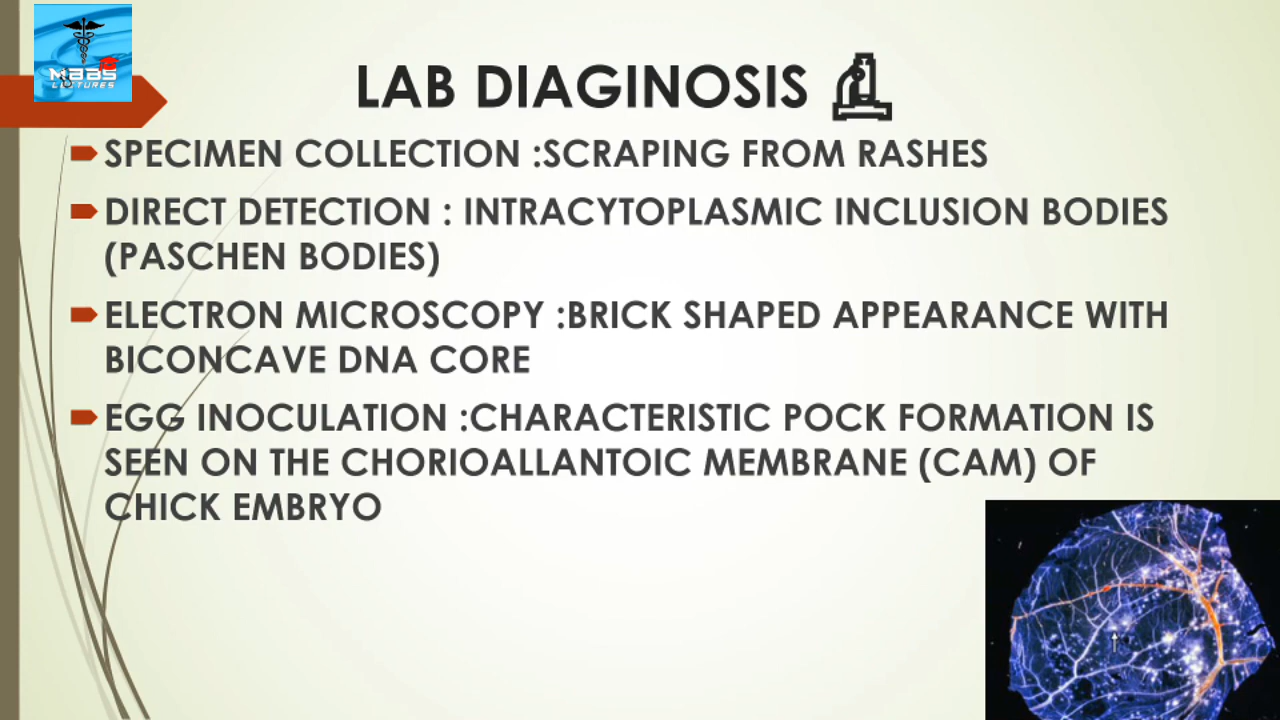 MBBS
LECTURES
LAB DIAGINOSIS
SPECIMEN COLLECTION :SCRAPING FROM RASHES
DIRECT DETECTION : INTRACYTOPLASMIC INCLUSION BODIES
(PASCHEN BODIES)
ELECTRON MICROSCOPY :BRICK SHAPED APPEARANCE WITH
BICONCAVE DNA CORE
EGG INOCULATION :CHARACTERISTIC POCK FORMATION IS
SEEN ON THE CHORIOALLANTOIC MEMBRANE (CAM) OF
CHICK EMBRYO